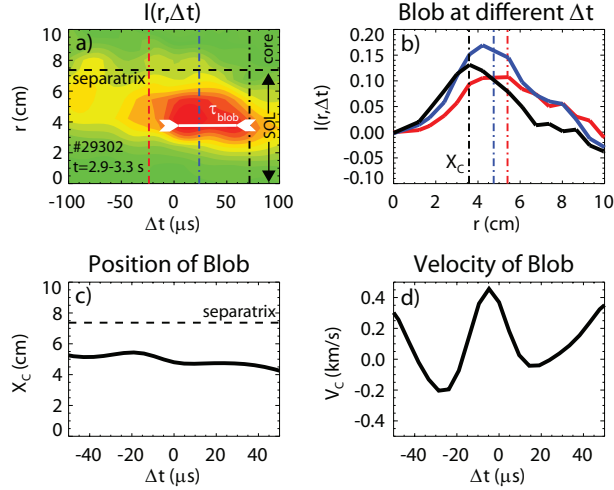 I(r,Δt)
a)
core
separatrix
τblob
SOL
#29302
t=2.9-3.3 s
10
8
6
4
2
0
r (cm)
-100 -50 0 50 100
Δt (μs)
Blob at different Δt
b)
0.20
0.15
0.10
0.05
0.00
-0.05
0.10
I(r,Δt)
XC
0 2 4 6 8 10
r (cm)
Position of Blob
c)
separatrix
10
8
6
4
2
0
XC (cm)
-40 -20 0 20 40
Δt (μs)
Velocity of Blob
d)
0.4
0.2
0.0
-0.2
-0.4
VC (km/s)
-40 -20 0 20 40
Δt (μs)